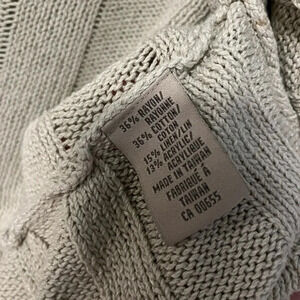 36% RAYON/
RAYONNE
36% COTTON/
COTON
15% LINEN/LIN
13% ACRYLIC/
ACRYLIQUE
MADE IN TAIWAN
FABRIQUÉ À
TAIWAN
CA 00655